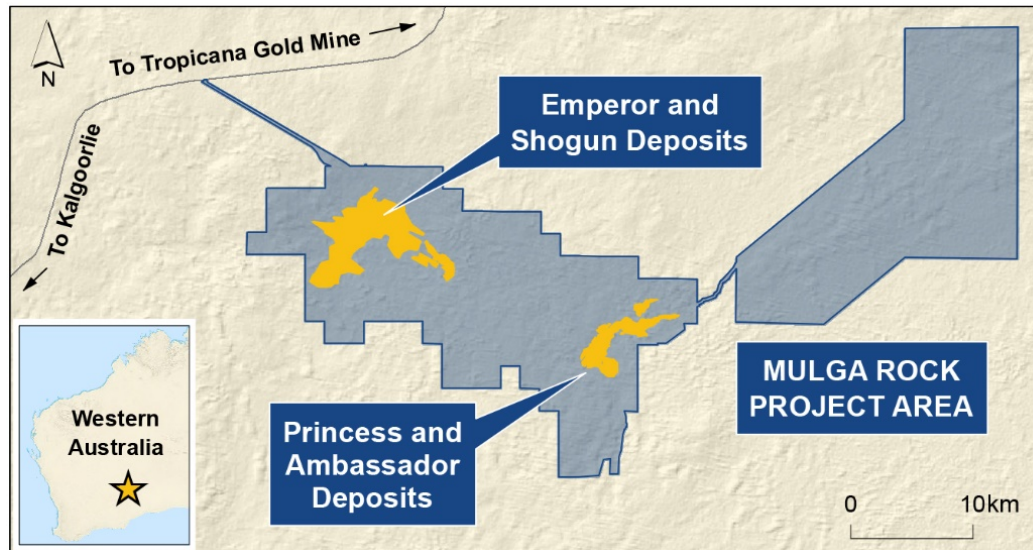 To Tropicana Gold Mine
N
Emperor and
Shogun Deposits
To Kalgoorlie
MULGA ROCK
PROJECT AREA
Western
Australia
Princess and
Ambassador
Deposits
0 10km